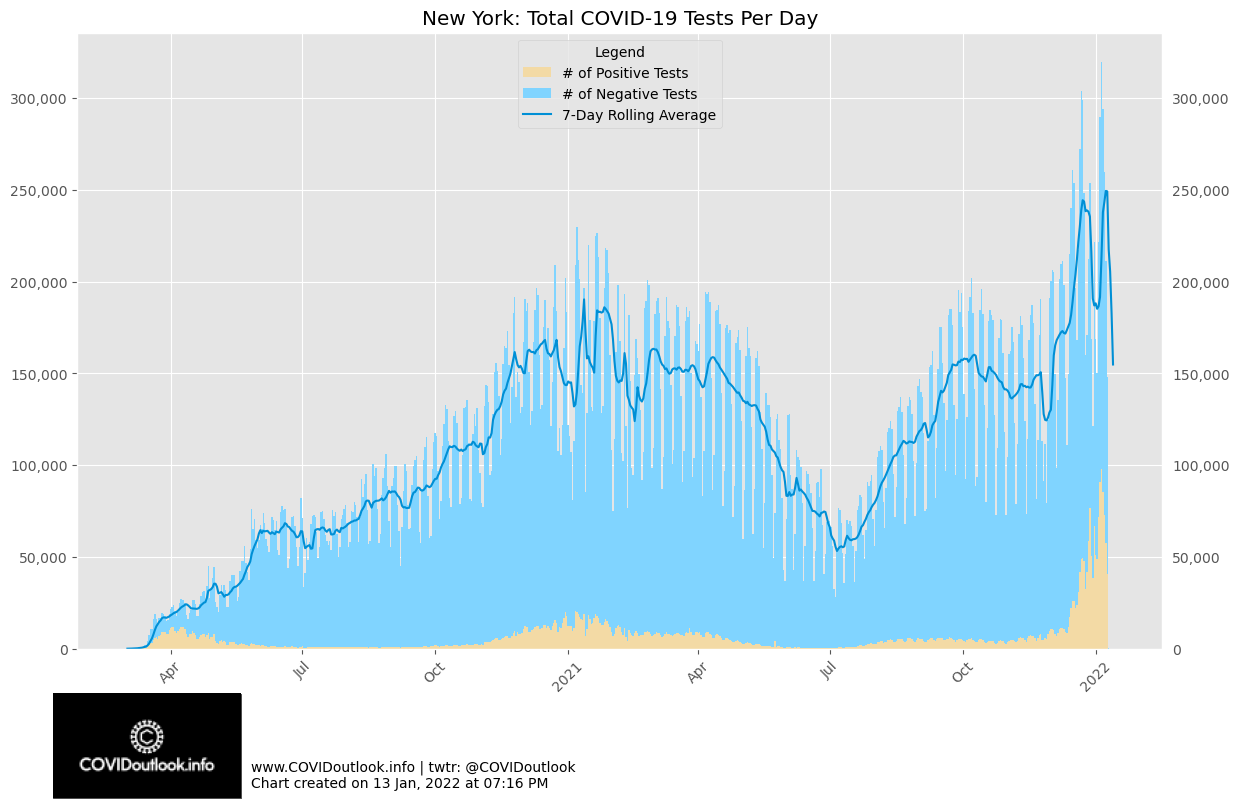 New York: Total COVID-19 Tests Per Day
Legend
# of Positive Tests
# of Negative Tests
7-Day Rolling Average
300,000
300,000
250,000
250,000
200,000
200,000
150,000
150,000
100,000
100,000
50,000
50,000
0
0
Apr
Jul
Oct
2021
Apr
Jul
Oct
2022
COVIDoutlook.info
www.COVIDoutlook.info | twtr: @COVIDoutlook
Chart created on 13 Jan, 2022 at 07:16 PM